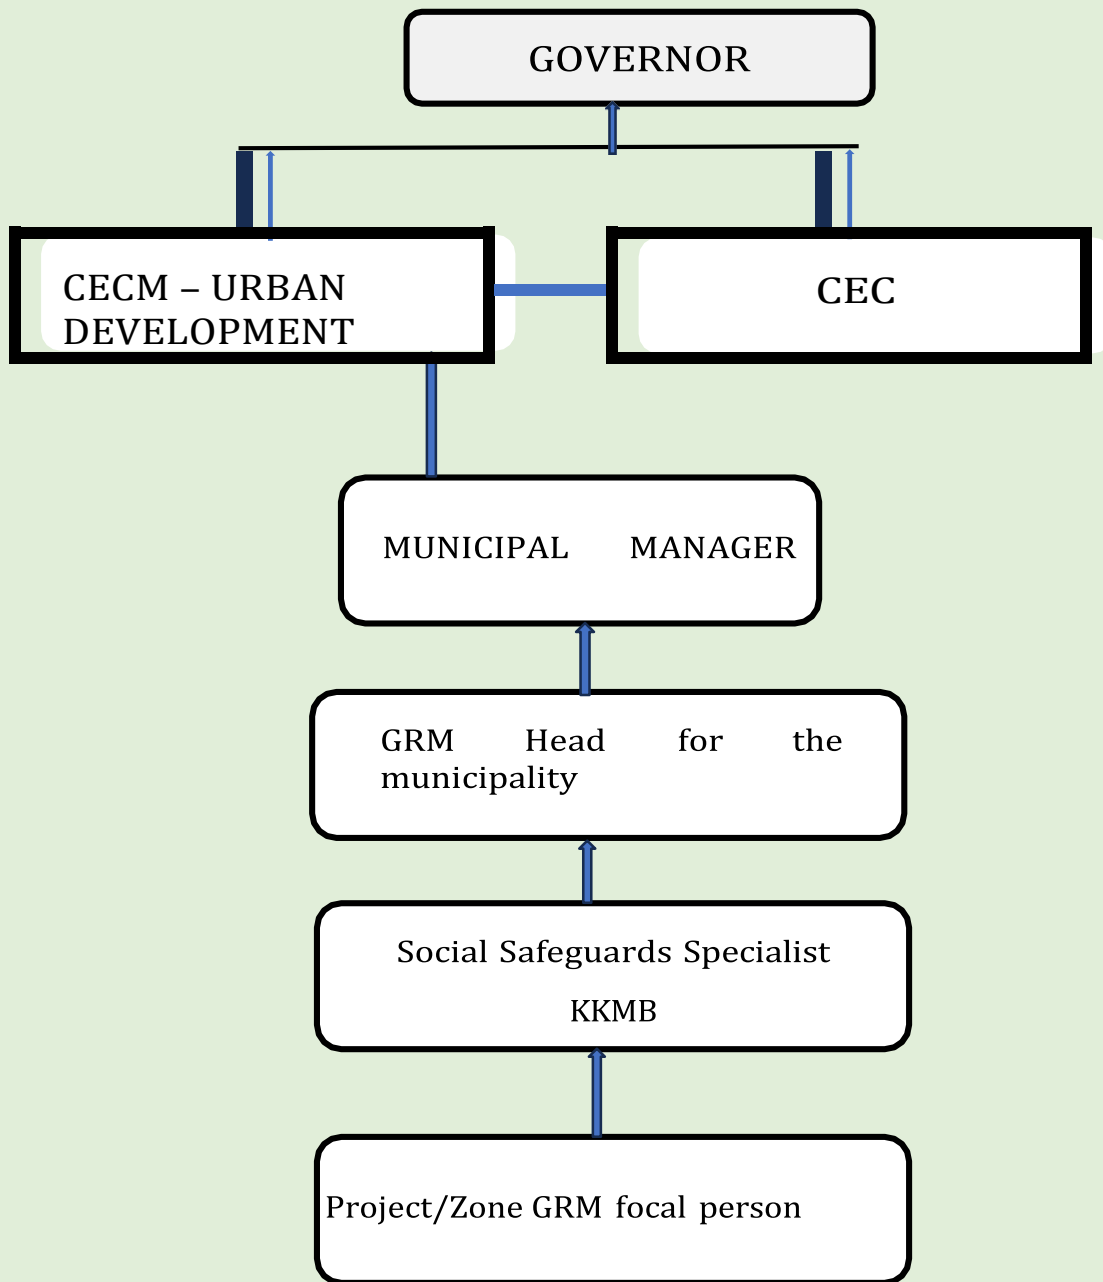 GOVERNOR
CECM – URBAN
DEVELOPMENT
CEC
MUNICIPAL MANAGER
GRM Head for the
municipality
Social Safeguards Specialist
KKMB
Project/Zone GRM focal person